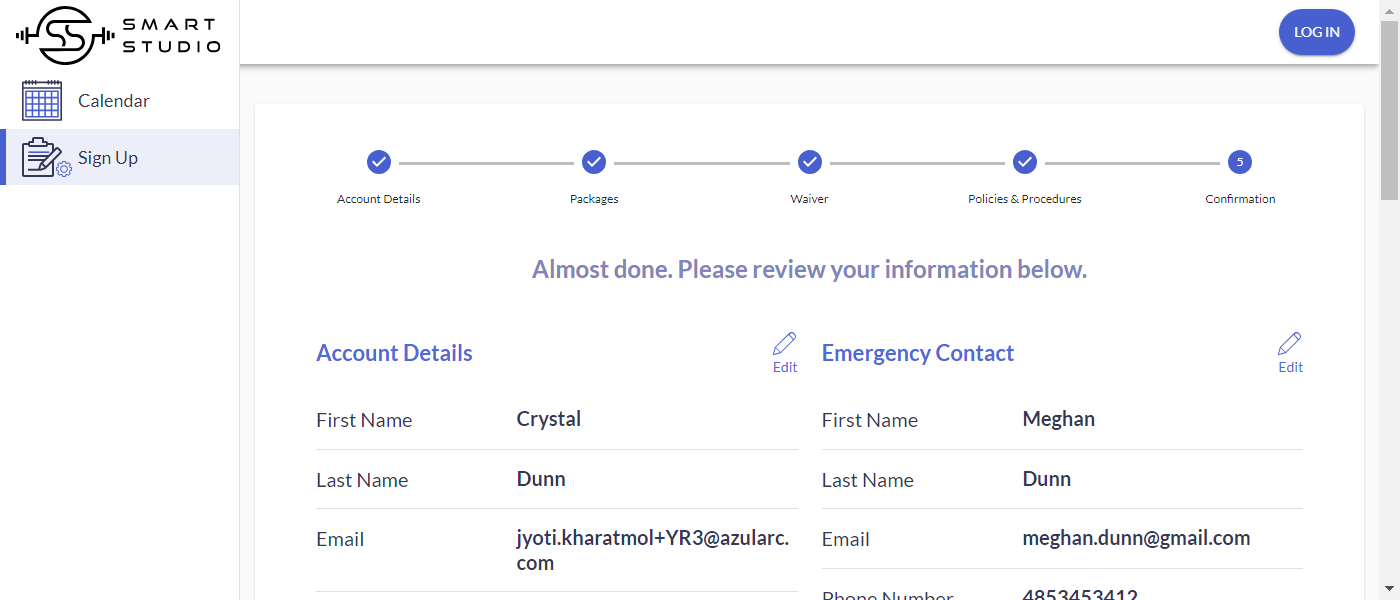 SMART
STUDIO
LOG IN
Calendar
Sign Up
5
Account Details
Packages
Waiver
Policies & Procedures
Confirmation
Almost done. Please review your information below.
Account Details
Edit
First Name Crystal
Last Name Dunn
Email jyoti.kharatmol+YR3@azularc.
com
Emergency Contact
Edit
First Name Meghan
Last Name Dunn
Email meghan.dunn@gmail.com
Phone Number 4853453412